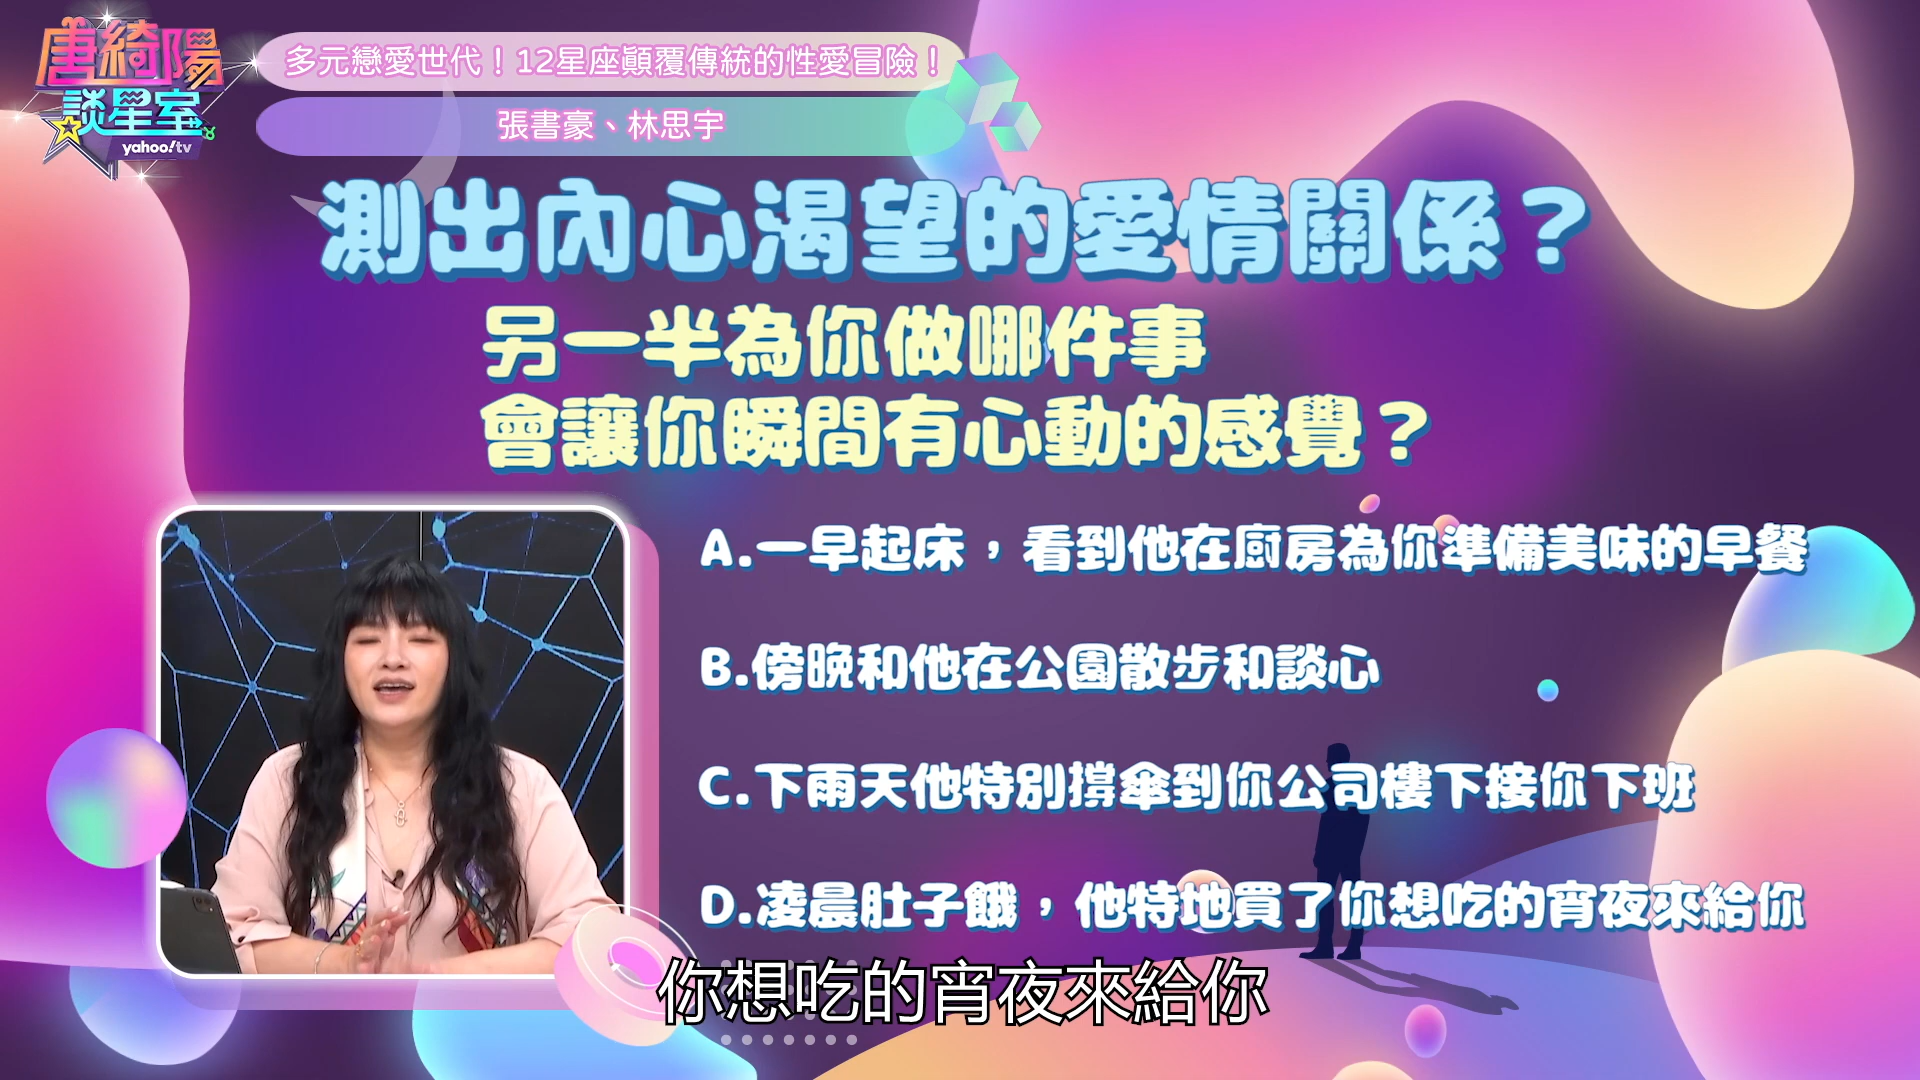 唐綺陽
談星室
yahoo!tv
多元戀愛世代！12星座顛覆傳統的性愛冒險！
張書豪、林思宇
測出內心渴望的愛情關係？
另一半為你做哪件事
會讓你瞬間有心動的感覺？
A.一早起床，看到他在廚房為你準備美味的早餐
B.傍晚和他在公園散步和談心
C.下雨天他特別撐傘到你公司樓下接你下班
D.凌晨肚子餓，他特地買了你想吃的宵夜來給你
你想吃的宵夜來給你